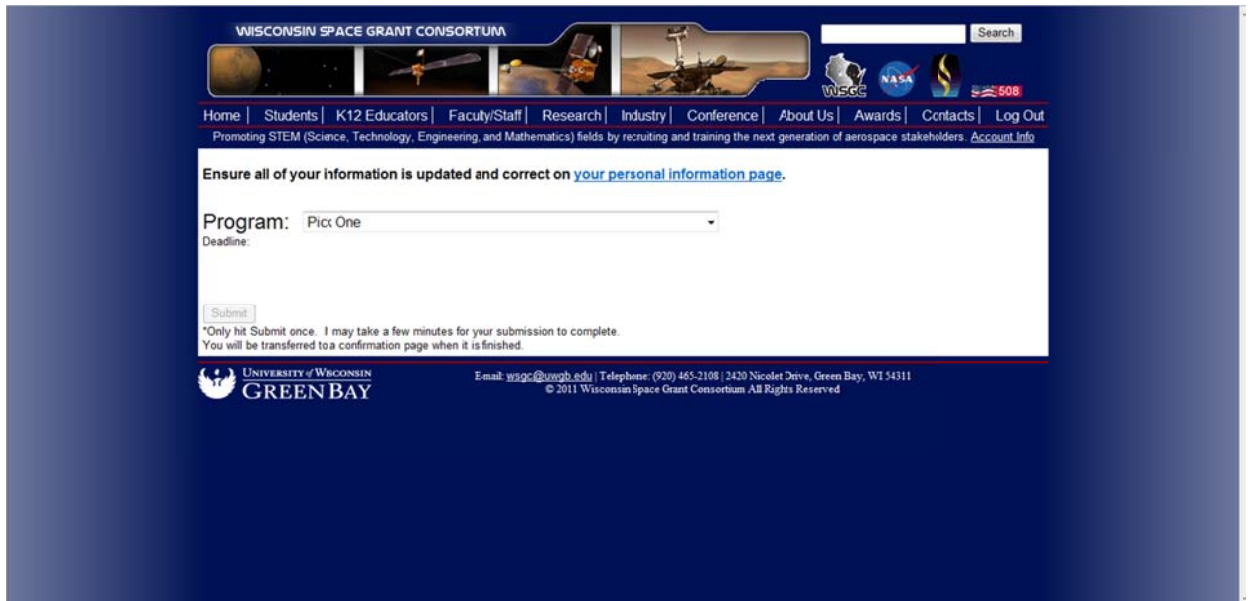 WISCONSIN SPACE GRANT CONSORTIUM
Search
WSGC NASA 508
Home | Students | K12 Educators | Faculty/Staff | Research | Industry | Conference | About Us | Awards | Contacts | Log Out
Promoting STEM (Science, Technology, Engineering, and Mathematics) fields by recruiting and training the next generation of aerospace stakeholders. Account Info
Ensure all of your information is updated and correct on your personal information page.
Program: Pick One
Deadline:
Submit
*Only hit Submit once. I may take a few minutes for your submission to complete.
You will be transferred to a confirmation page when it is finished.
UNIVERSITY of WISCONSIN
GREEN BAY
Email: wsgc@uwgb.edu | Telephone: (920) 465-2108 | 2420 Nicolet Drive, Green Bay, WI 54311
© 2011 Wisconsin Space Grant Consortium All Rights Reserved